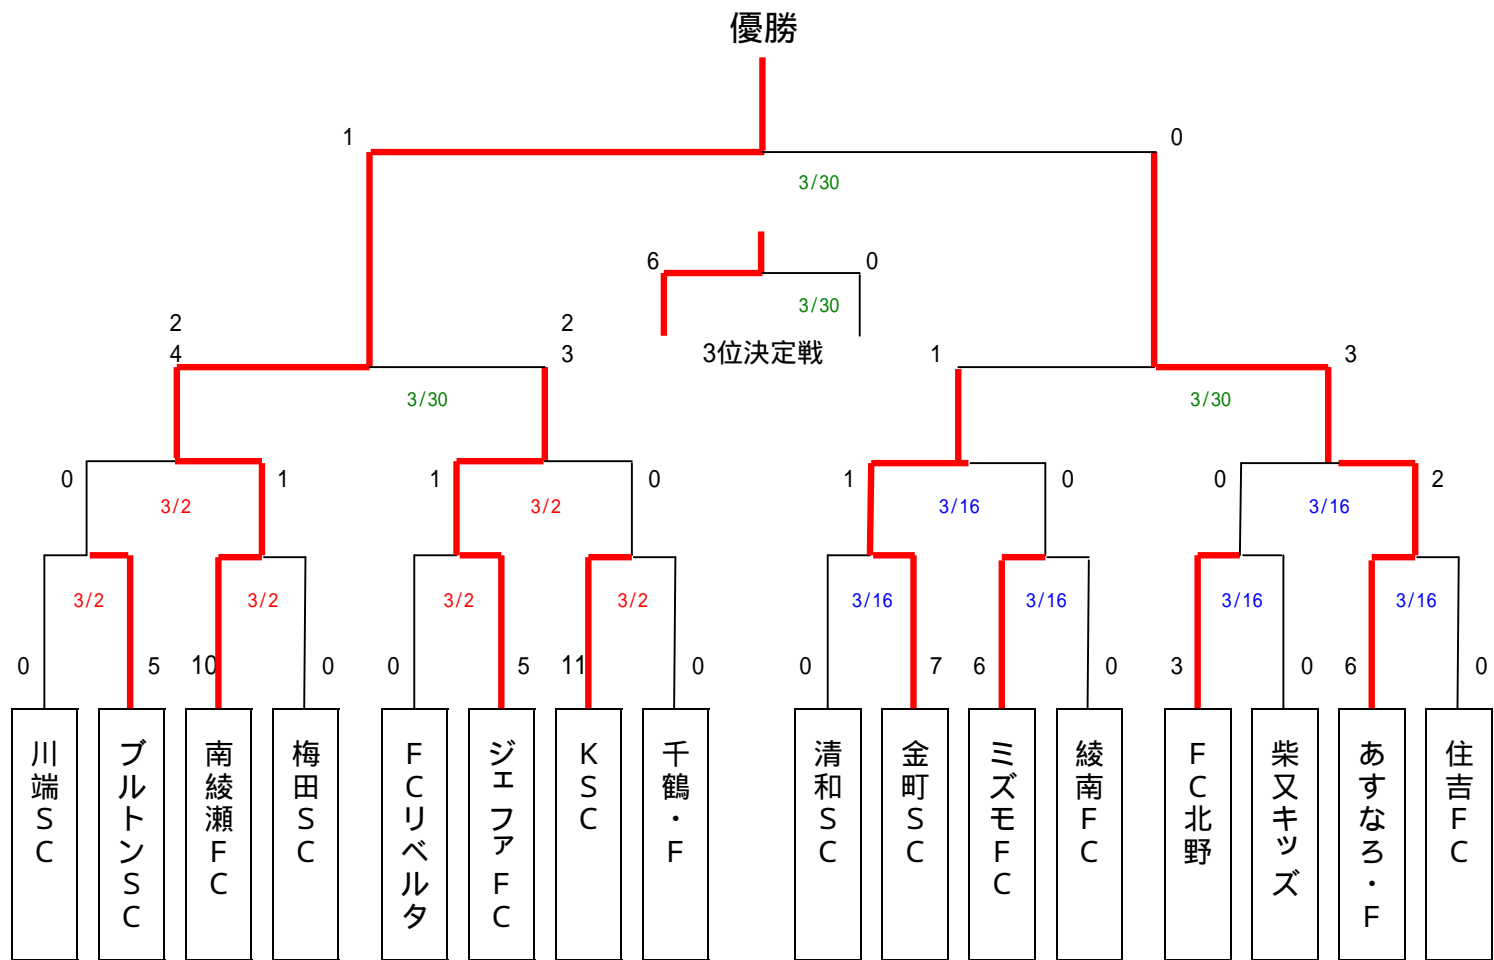 優勝
1
0
3/30
6
0
3/30
3位決定戦
2
2
4
3
1
3
3/30
3/30
0
1
1
0
1
0
0
2
3/2
3/2
3/16
3/16
3/2
3/2
3/2
3/2
3/16
3/16
3/16
3/16
0
5
10
0
0
5
11
0
0
7
6
0
3
0
6
0
川端SC
ブルトンSC
南綾瀬FC
梅田SC
FCリベルタ
ジェファFC
KSC
千鶴・F
清和SC
金町SC
ミズモFC
綾南FC
FC北野
柴又キッズ
あすなろ・F
住吉FC